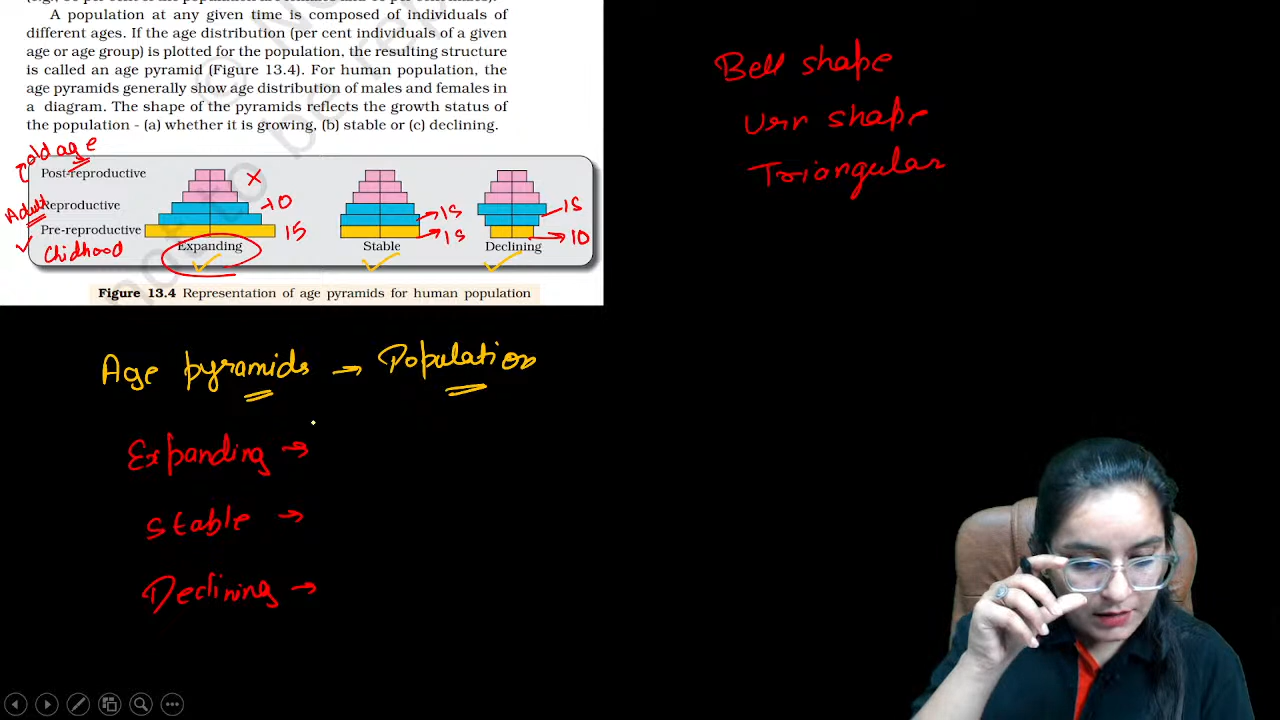 A population at any given time is composed of individuals of
different ages. If the age distribution (per cent individuals of a given
age or age group) is plotted for the population, the resulting structure
is called an age pyramid (Figure 13.4). For human population, the
age pyramids generally show age distribution of males and females in
a diagram. The shape of the pyramids reflects the growth status of
the population - (a) whether it is growing, (b) stable or (c) declining.
old age
Post-reproductive
Adult
Reproductive
10
15
15
Pre-reproductive
15
15
10
Chidhood
Expanding
Stable
Declining
Figure 13.4 Representation of age pyramids for human population
Age pyramids → Population
Expanding →
Stable →
Declining →
Bell shape
Urn shape
Triangular